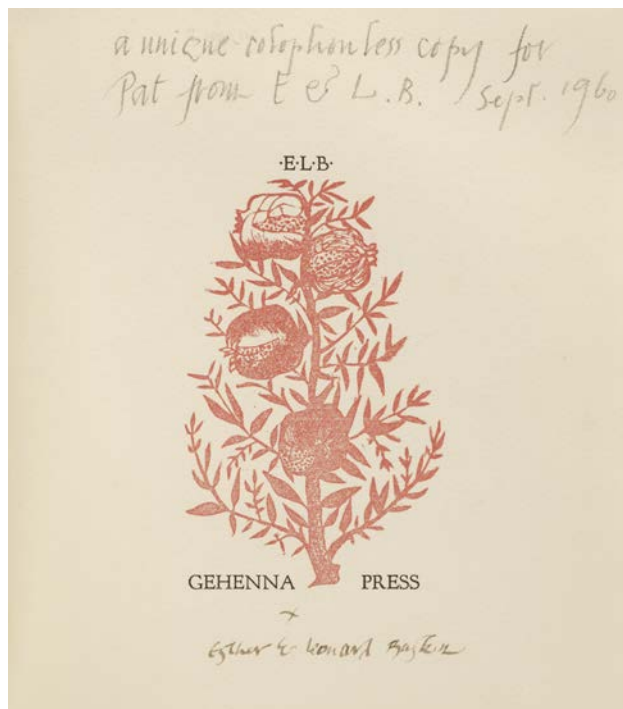 a unique colophonless copy for
Pat from E & L.B. Sept. 1960
·E·L·B·
GEHENNA PRESS
x
Esther & Leonard Baskin